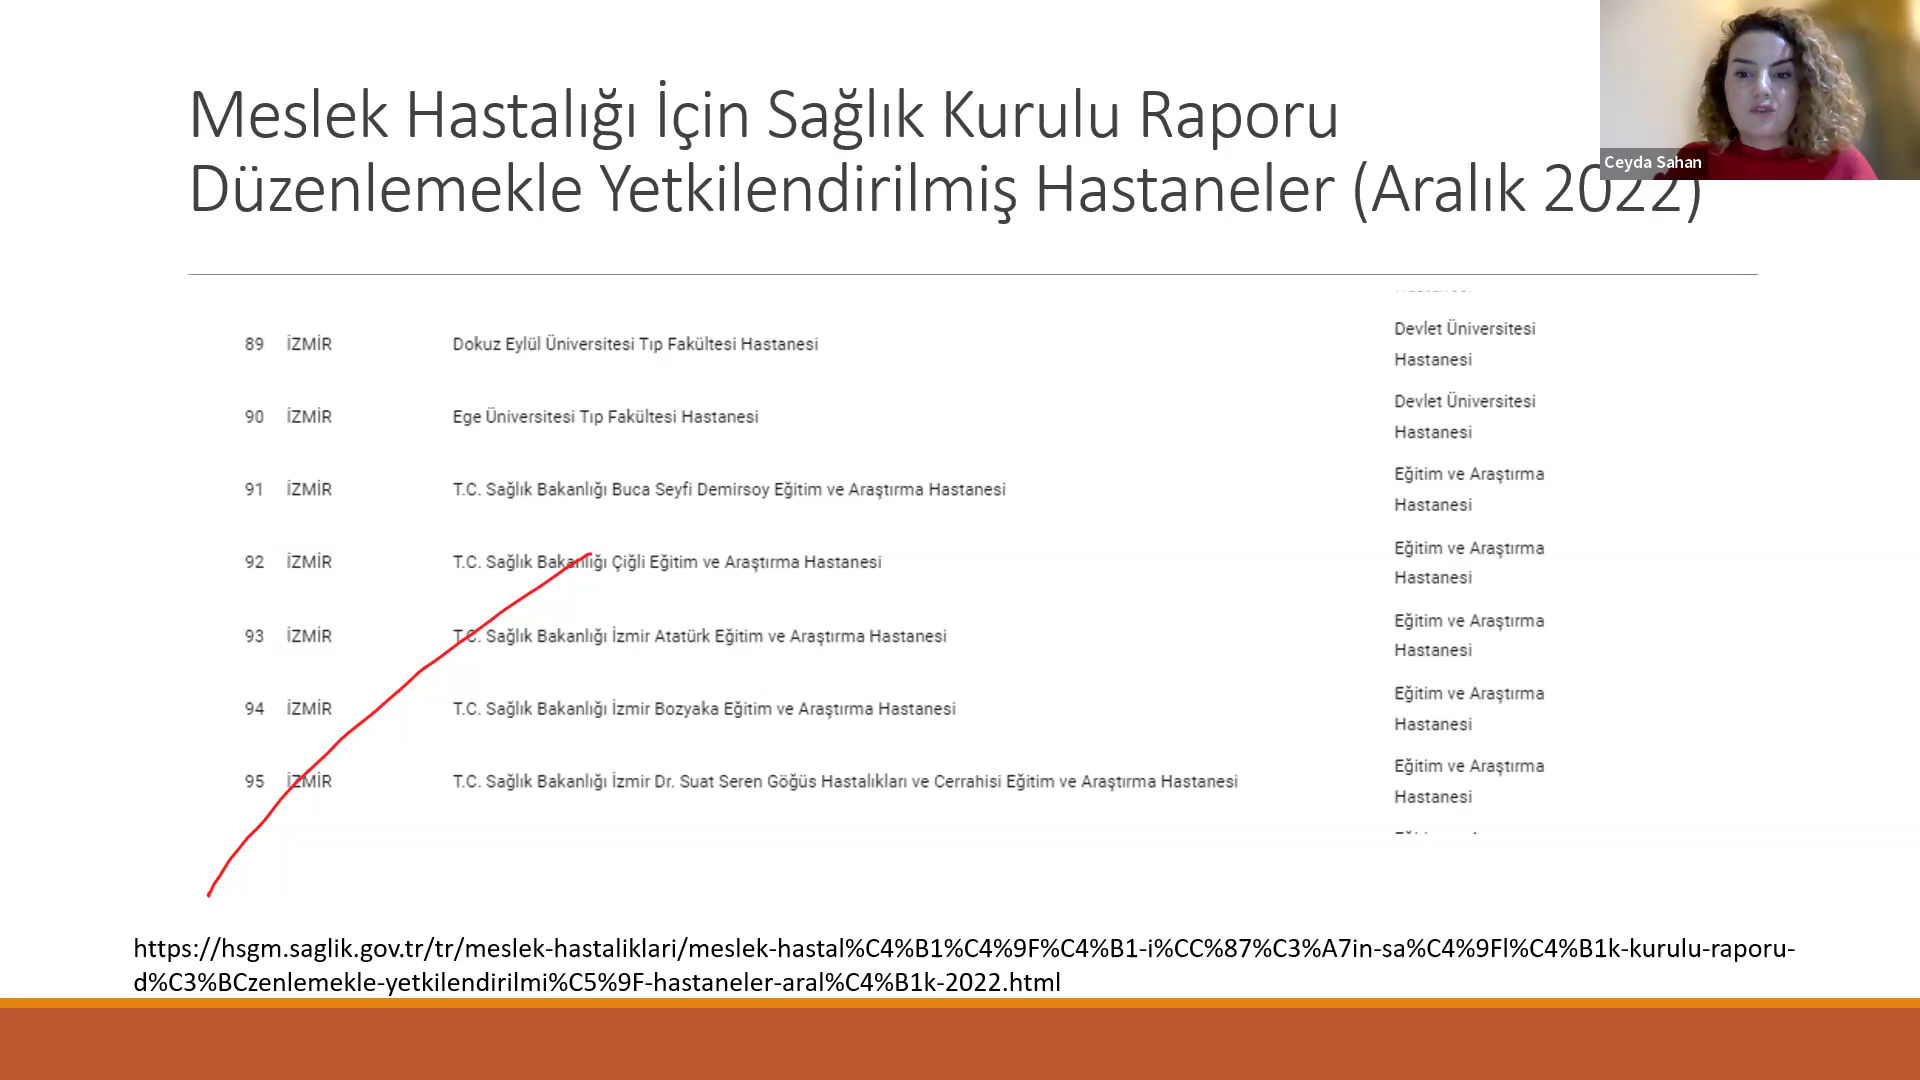 Meslek Hastalığı İçin Sağlık Kurulu Raporu
Düzenlemekle Yetkilendirilmiş Hastaneler (Aralık 2022)
Ceyda Sahan
89 İZMİR Dokuz Eylül Üniversitesi Tıp Fakültesi Hastanesi Devlet Üniversitesi
Hastanesi
90 İZMİR Ege Üniversitesi Tıp Fakültesi Hastanesi Devlet Üniversitesi
Hastanesi
91 İZMİR T.C. Sağlık Bakanlığı Buca Seyfi Demirsoy Eğitim ve Araştırma Hastanesi Eğitim ve Araştırma
Hastanesi
92 İZMİR T.C. Sağlık Bakanlığı Çiğli Eğitim ve Araştırma Hastanesi Eğitim ve Araştırma
Hastanesi
93 İZMİR T.C. Sağlık Bakanlığı İzmir Atatürk Eğitim ve Araştırma Hastanesi Eğitim ve Araştırma
Hastanesi
94 İZMİR T.C. Sağlık Bakanlığı İzmir Bozyaka Eğitim ve Araştırma Hastanesi Eğitim ve Araştırma
Hastanesi
95 İZMİR T.C. Sağlık Bakanlığı İzmir Dr. Suat Seren Göğüs Hastalıkları ve Cerrahisi Eğitim ve Araştırma Hastanesi Eğitim ve Araştırma
Hastanesi
https://hsgm.saglik.gov.tr/tr/meslek-hastaliklari/meslek-hastal%C4%B1%C4%9F%C4%B1-i%CC%87%C3%A7in-sa%C4%9Fl%C4%B1k-kurulu-raporu-
d%C3%BCzenlemekle-yetkilendirilmi%C5%9F-hastaneler-aral%C4%B1k-2022.html